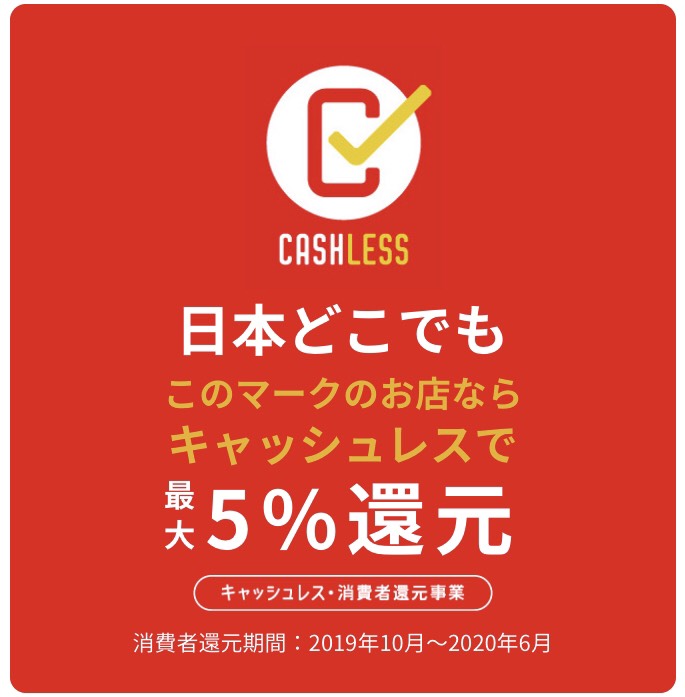 CASHLESS
日本どこでも
このマークのお店なら
キャッシュレスで
最大5%還元
キャッシュレス・消費者還元事業
消費者還元期間：2019年10月〜2020年6月